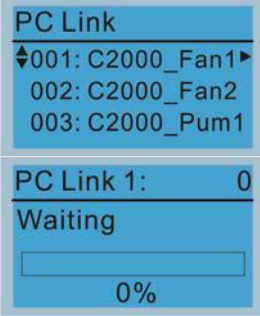 PC Link
001: C2000_Fan1
002: C2000_Fan2
003: C2000_Pum1
PC Link 1: 0
Waiting
0%